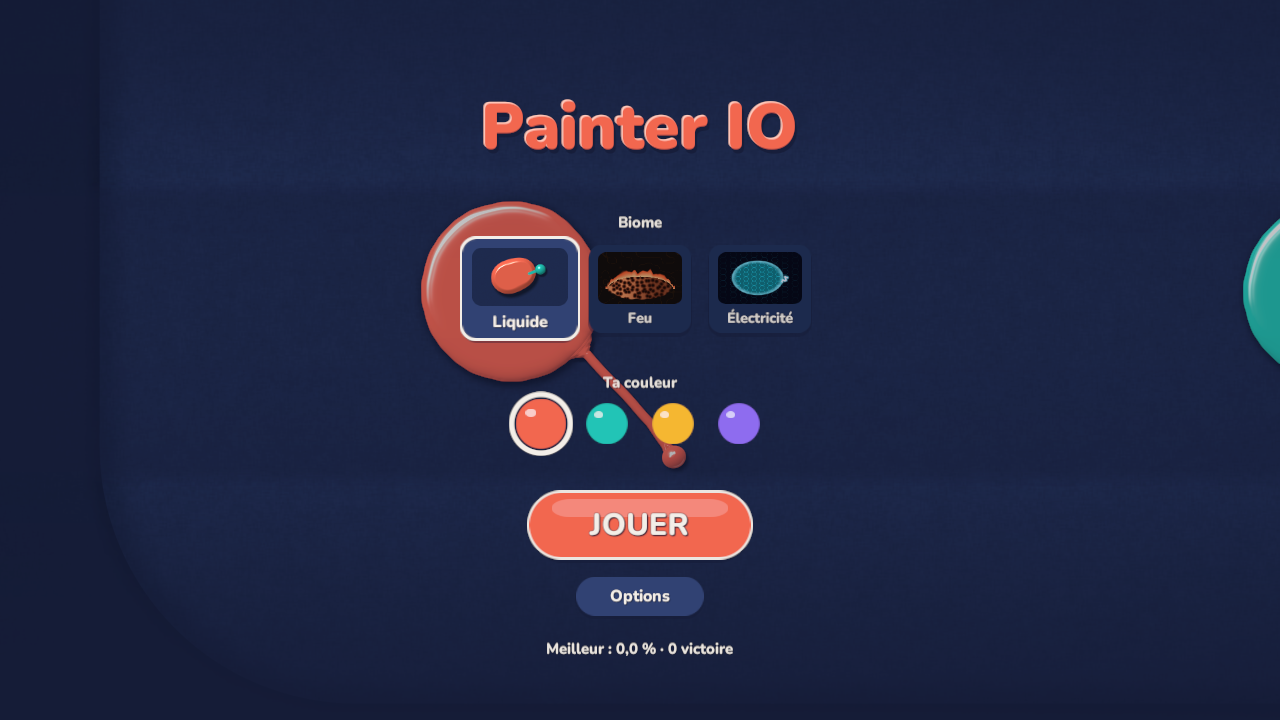 Painter IO
Biome
Liquide
Feu
Électricité
Ta couleur
JOUER
Options
Meilleur : 0,0 % · 0 victoire